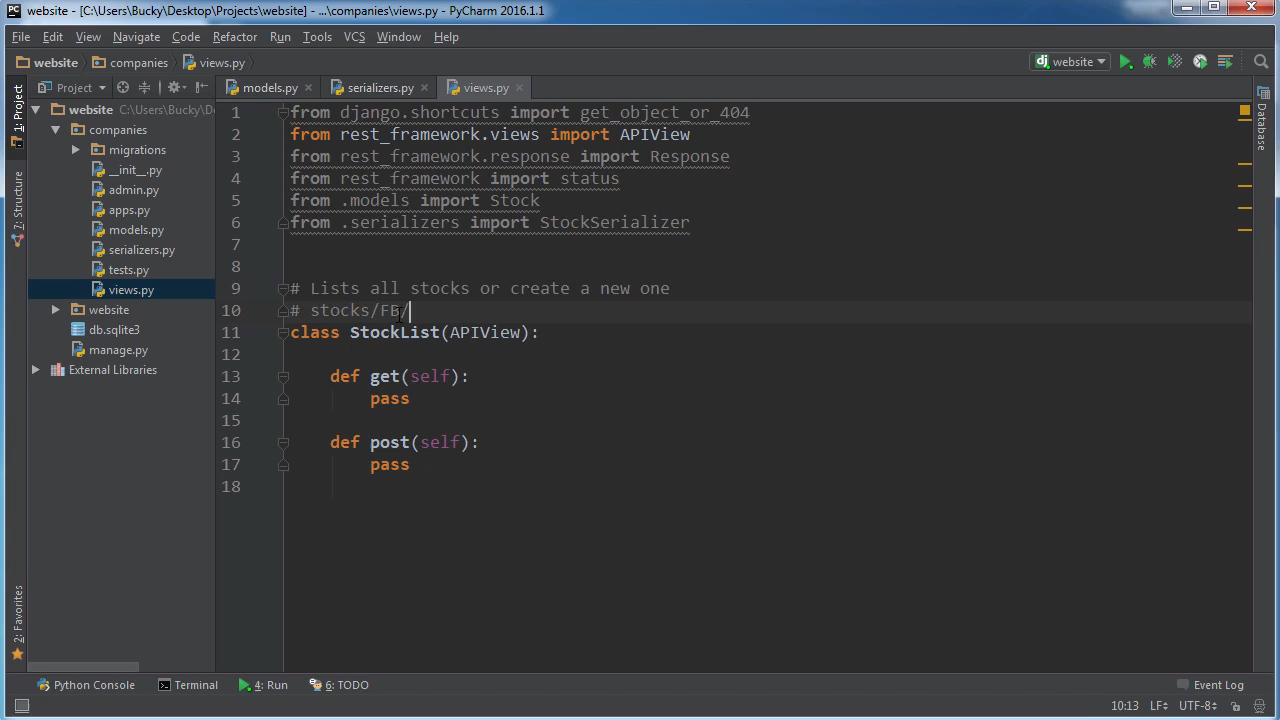 PC website - [C:\Users\Bucky\Desktop\Projects\website] - ...\companies\views.py - PyCharm 2016.1.1
File Edit View Navigate Code Refactor Run Tools VCS Window Help
website companies views.py dj website
1: Project Project models.py serializers.py views.py
website C:\Users\Bucky\D
companies
migrations
__init__.py
admin.py
apps.py
models.py
serializers.py
tests.py
views.py
website
db.sqlite3
manage.py
External Libraries
7: Structure
2: Favorites
1 from django.shortcuts import get_object_or_404
2 from rest_framework.views import APIView
3 from rest_framework.response import Response
4 from rest_framework import status
5 from .models import Stock
6 from .serializers import StockSerializer
7
8
9 # Lists all stocks or create a new one
10 # stocks/FB/
11 class StockList(APIView):
12
13 def get(self):
14 pass
15
16 def post(self):
17 pass
18
Database
Python Console Terminal 4: Run 6: TODO Event Log
10:13 LF UTF-8